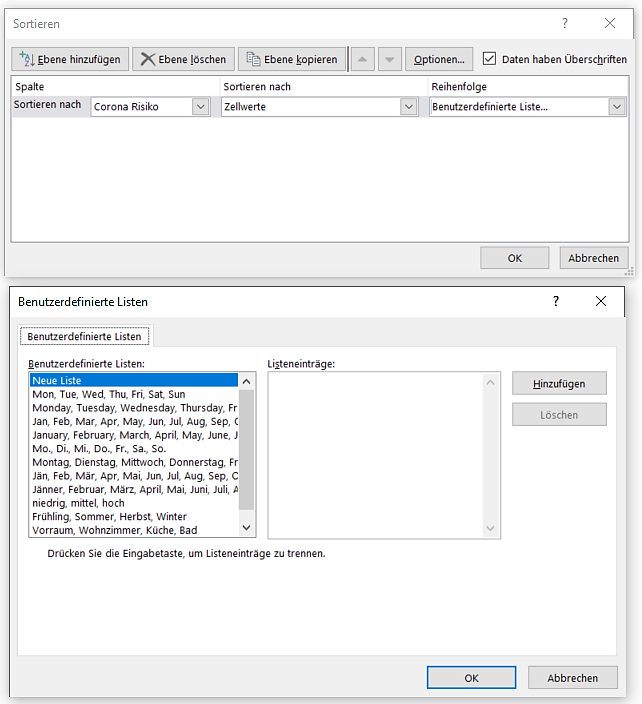 Sortieren
Ebene hinzufügen Ebene löschen Ebene kopieren Optionen... Daten haben Überschriften
Spalte Sortieren nach Reihenfolge
Sortieren nach Corona Risiko Zellwerte Benutzerdefinierte Liste...
OK Abbrechen
Benutzerdefinierte Listen
Benutzerdefinierte Listen
Benutzerdefinierte Listen: Listeneinträge:
Neue Liste
Mon, Tue, Wed, Thu, Fri, Sat, Sun
Monday, Tuesday, Wednesday, Thursday, Fr
Jan, Feb, Mar, Apr, May, Jun, Jul, Aug, Sep, C
January, February, March, April, May, June, J
Mo., Di., Mi., Do., Fr., Sa., So.
Montag, Dienstag, Mittwoch, Donnerstag, Fr
Jän, Feb, Mär, Apr, Mai, Jun, Jul, Aug, Sep, C
Jänner, Februar, März, April, Mai, Juni, Juli, A
niedrig, mittel, hoch
Frühling, Sommer, Herbst, Winter
Vorraum, Wohnzimmer, Küche, Bad
Hinzufügen
Löschen
Drücken Sie die Eingabetaste, um Listeneinträge zu trennen.
OK Abbrechen